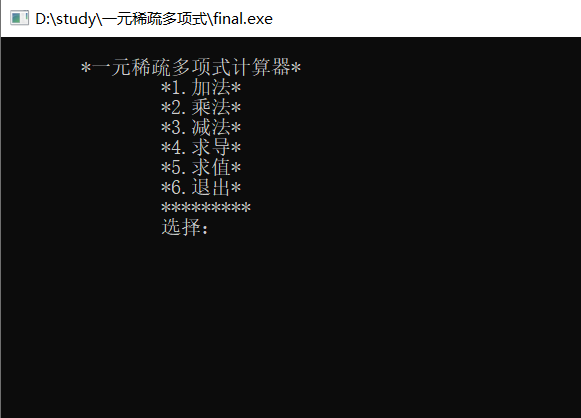 D:\study\一元稀疏多项式\final.exe
*一元稀疏多项式计算器*
*1.加法*
*2.乘法*
*3.减法*
*4.求导*
*5.求值*
*6.退出*
*********
选择：